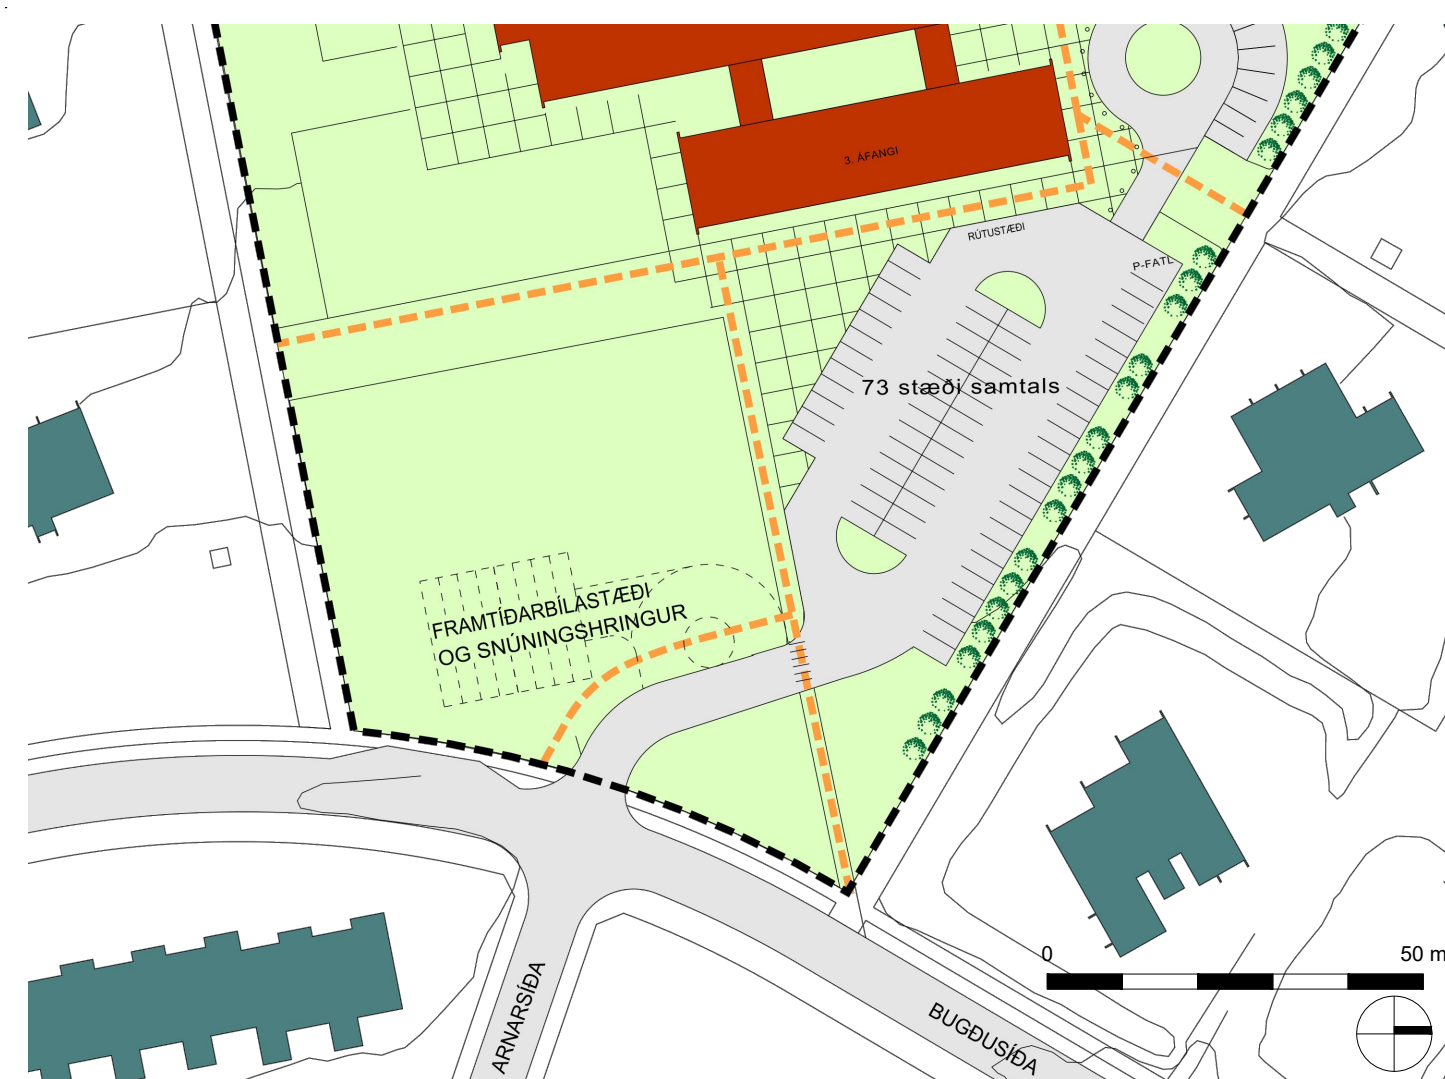 3. ÁFANGI
RÚTUSTÆÐI
P-FATL
73 stæði samtals
FRAMTÍÐARBÍLASTÆÐI
OG SNÚNINGSHRINGUR
0
50 m
ARNARSÍÐA
BUGÐUSÍÐA